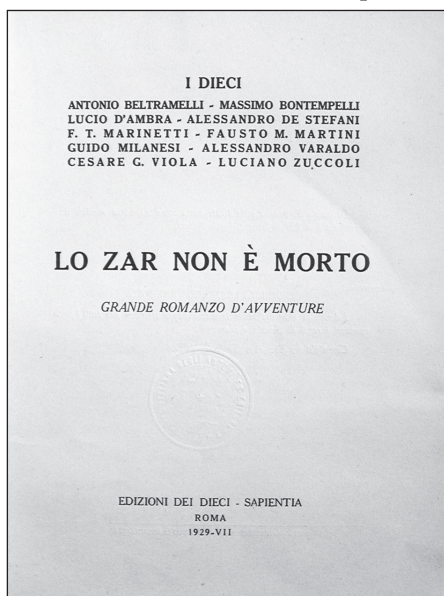 I DIECI
ANTONIO BELTRAMELLI - MASSIMO BONTEMPELLI
LUCIO D'AMBRA - ALESSANDRO DE STEFANI
F. T. MARINETTI - FAUSTO M. MARTINI
GUIDO MILANESI - ALESSANDRO VARALDO
CESARE G. VIOLA - LUCIANO ZUCCOLI
LO ZAR NON È MORTO
GRANDE ROMANZO D'AVVENTURE
EDIZIONI DEI DIECI - SAPIENTIA
ROMA
1929-VII